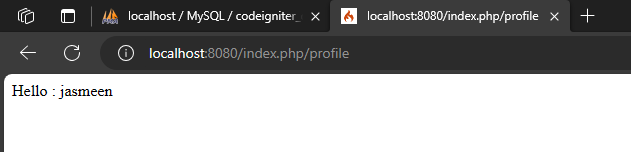 localhost / MySQL / codeigniter_
localhost:8080/index.php/profile
localhost:8080/index.php/profile
Hello : jasmeen